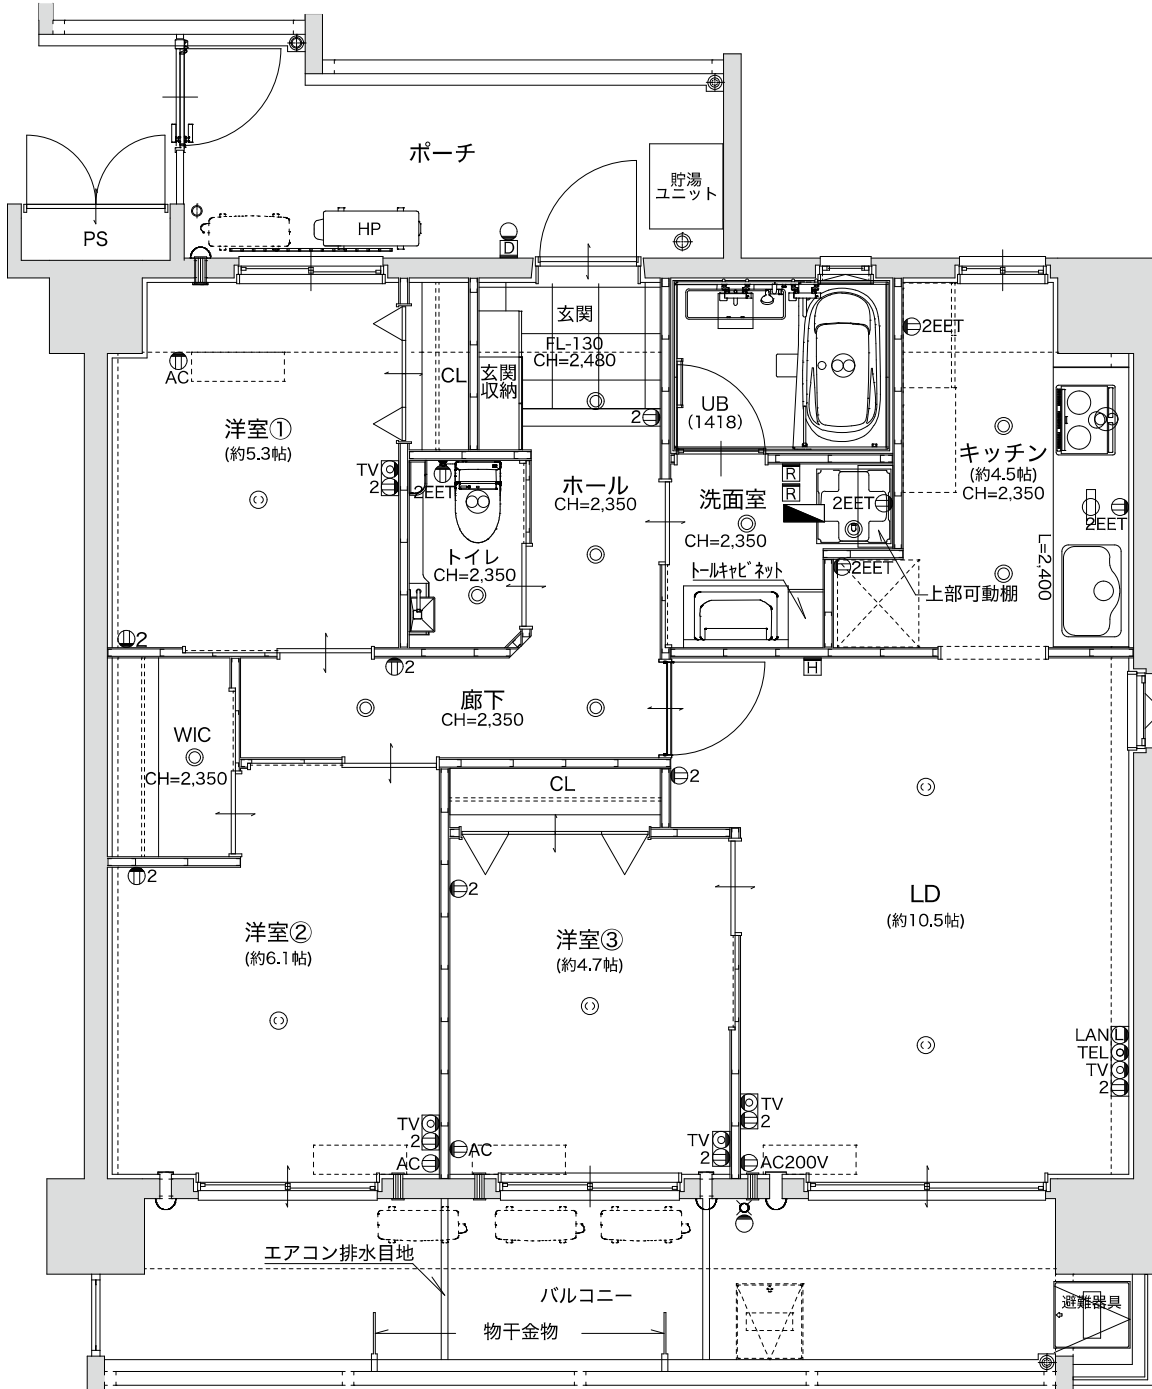 ポーチ
貯湯
ユニット
PS
HP
D
玄関
FL-130
CH=2,480
2EET
AC
CL
玄関
収納
2
UB
(1418)
洋室①
(約5.3帖)
キッチン
(約4.5帖)
CH=2,350
TV
2
2EET
ホール
CH=2,350
R
R
洗面室
CH=2,350
2EET
2EET
トイレ
CH=2,350
L=2,400
トールキャビネット
2EET
上部可動棚
2
2
H
廊下
CH=2,350
WIC
CH=2,350
2
CL
2
2
LD
(約10.5帖)
洋室②
(約6.1帖)
洋室③
(約4.7帖)
LAN L
TEL
TV
2
TV
2
TV
2
AC
AC
TV
2
AC200V
エアコン排水目地
バルコニー
避難器具
物干金物